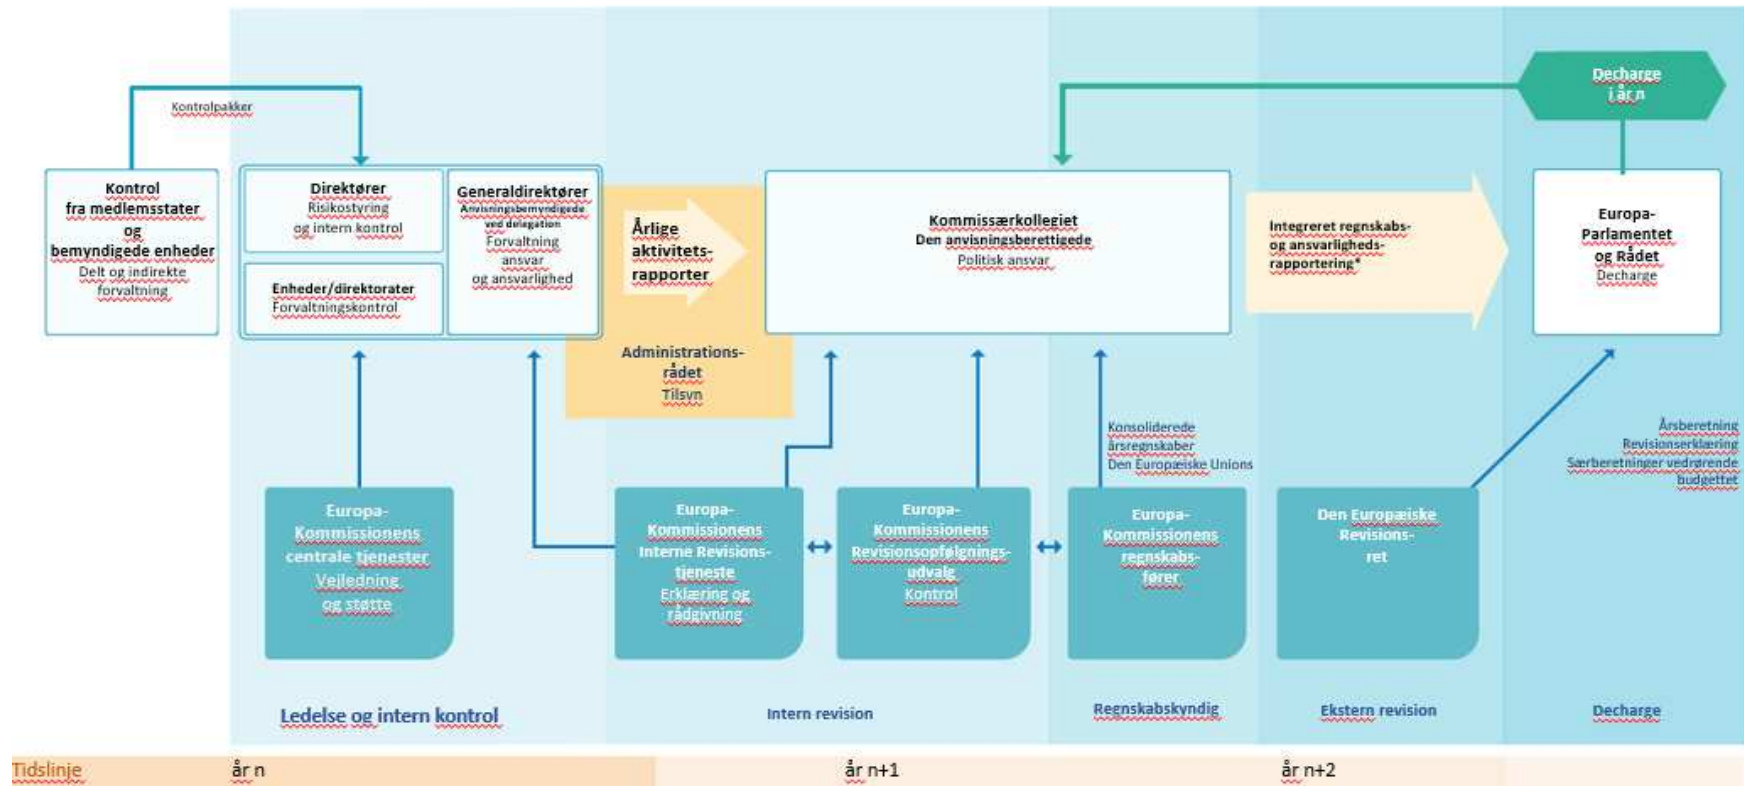 Decharge
i år n
Kontrolpakker
Kontrol
fra medlemsstater
og
bemyndigede enheder
Delt og indirekte
forvaltning
Direktører
Risikostyring
og intern kontrol
Enheder/direktorater
Forvaltningskontrol
Generaldirektører
Anvisningsbemyndigede
ved delegation
Forvaltning
ansvar
og ansvarlighed
Årlige
aktivitets-
rapporter
Kommissærkollegiet
Den anvisningsberettigede
Politisk ansvar
Integreret regnskabs-
og ansvarligheds-
rapportering*
Europa-
Parlamentet
og Rådet
Decharge
Administrations-
rådet
Tilsyn
Konsoliderede
årsregnskaber
Den Europæiske Unions
Årsberetning
Revisionserklæring
Særberetninger vedrørende
budgettet
Europa-
Kommissionens
centrale tjenester
Vejledning
og støtte
Europa-
Kommissionens
Interne Revisions-
tjeneste
Erklæring og
rådgivning
Europa-
Kommissionens
Revisionsopfølgnings-
udvalg
Kontrol
Europa-
Kommissionens
regnskabs-
fører
Den Europæiske
Revisions-
ret
Ledelse og intern kontrol
Intern revision
Regnskabskyndig
Ekstern revision
Decharge
Tidslinje
år n
år n+1
år n+2